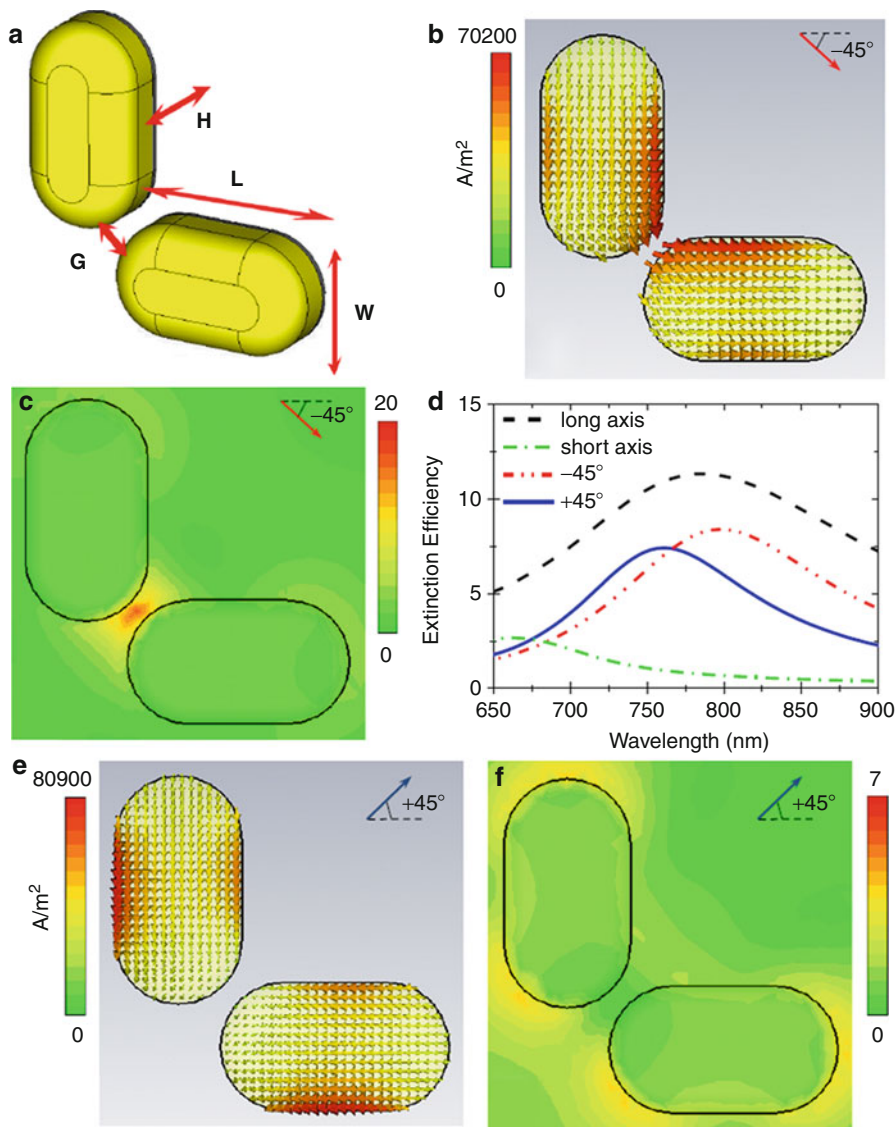 a
H
L
G
W
b
70200
A/m²
0
−45°
c
−45°
20
0
d
15
10
5
0
Extinction Efficiency
long axis
short axis
−45°
+45°
650 700 750 800 850 900
Wavelength (nm)
e
80900
A/m²
0
+45°
f
+45°
7
0